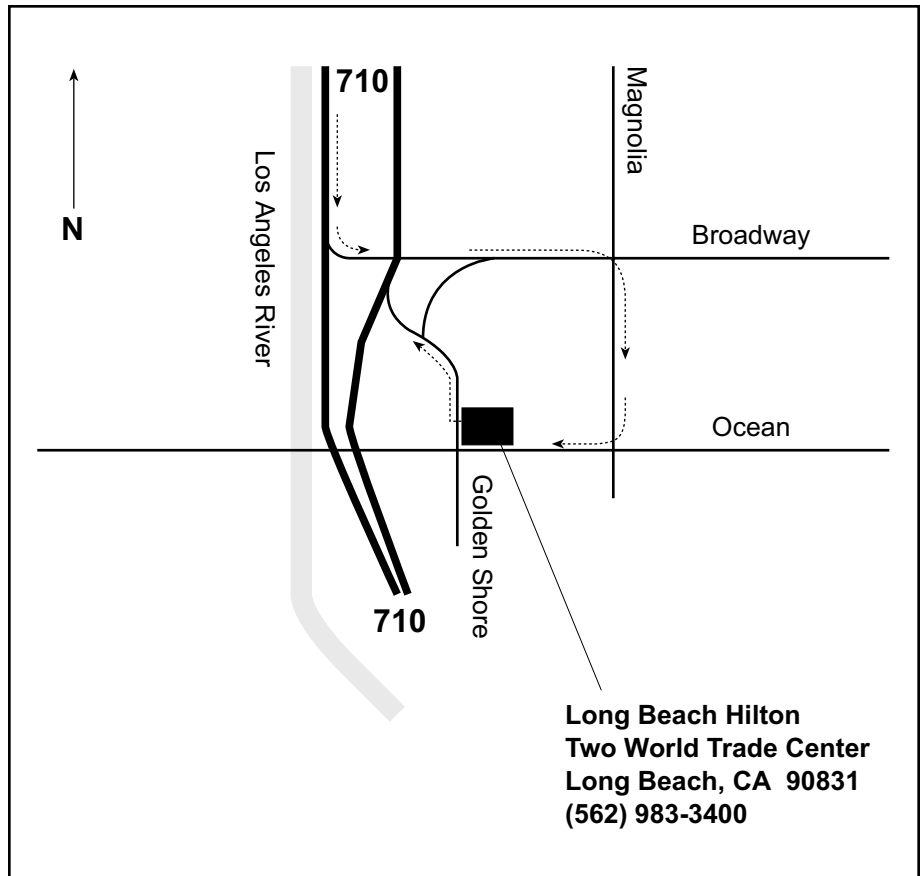 710
Magnolia
Los Angeles River
N
Broadway
Ocean
Golden Shore
710
Long Beach Hilton
Two World Trade Center
Long Beach, CA  90831
(562) 983-3400